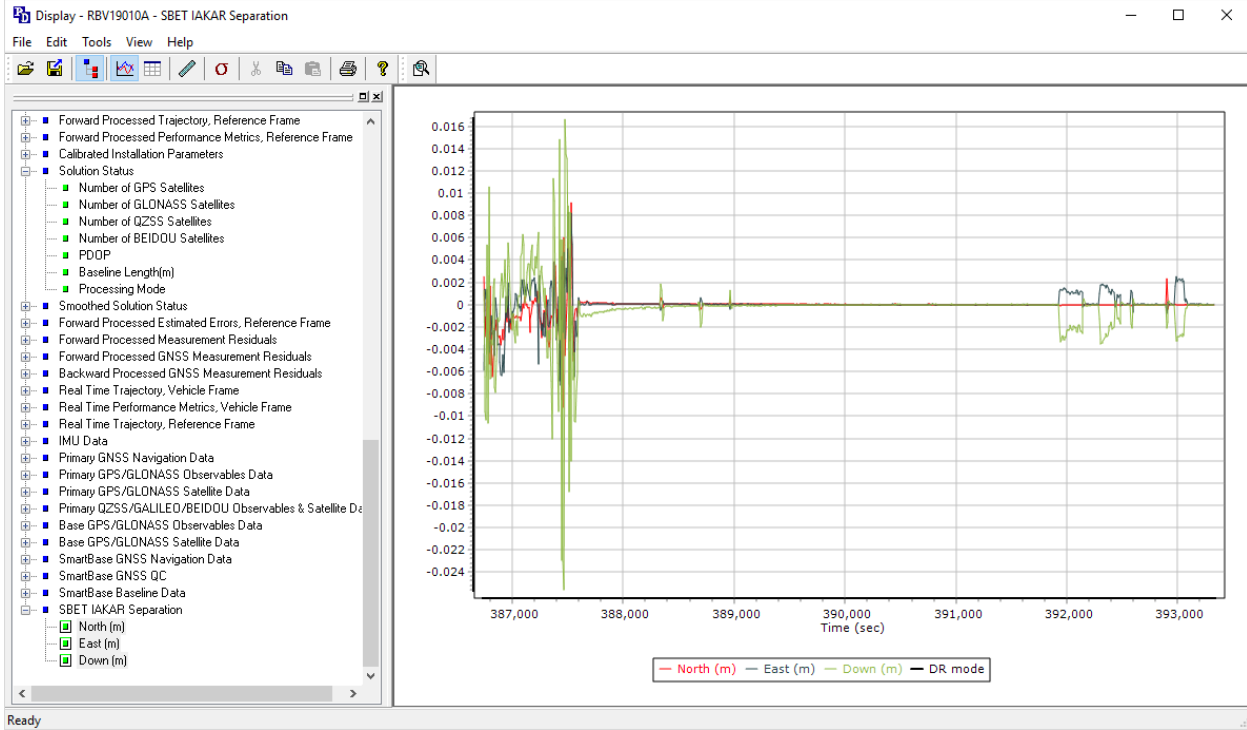 Display - RBV19010A - SBET IAKAR Separation
File Edit Tools View Help
σ
?
Forward Processed Trajectory, Reference Frame
Forward Processed Performance Metrics, Reference Frame
Calibrated Installation Parameters
Solution Status
Number of GPS Satellites
Number of GLONASS Satellites
Number of QZSS Satellites
Number of BEIDOU Satellites
PDOP
Baseline Length(m)
Processing Mode
Smoothed Solution Status
Forward Processed Estimated Errors, Reference Frame
Forward Processed Measurement Residuals
Forward Processed GNSS Measurement Residuals
Backward Processed GNSS Measurement Residuals
Real Time Trajectory, Vehicle Frame
Real Time Performance Metrics, Vehicle Frame
Real Time Trajectory, Reference Frame
IMU Data
Primary GNSS Navigation Data
Primary GPS/GLONASS Observables Data
Primary GPS/GLONASS Satellite Data
Primary QZSS/GALILEO/BEIDOU Observables & Satellite Da
Base GPS/GLONASS Observables Data
Base GPS/GLONASS Satellite Data
SmartBase GNSS Navigation Data
SmartBase GNSS QC
SmartBase Baseline Data
SBET IAKAR Separation
North (m)
East (m)
Down (m)
0.016
0.014
0.012
0.01
0.008
0.006
0.004
0.002
0
-0.002
-0.004
-0.006
-0.008
-0.01
-0.012
-0.014
-0.016
-0.018
-0.02
-0.022
-0.024
387,000 388,000 389,000 390,000 391,000 392,000 393,000
Time (sec)
North (m) East (m) Down (m) DR mode
Ready